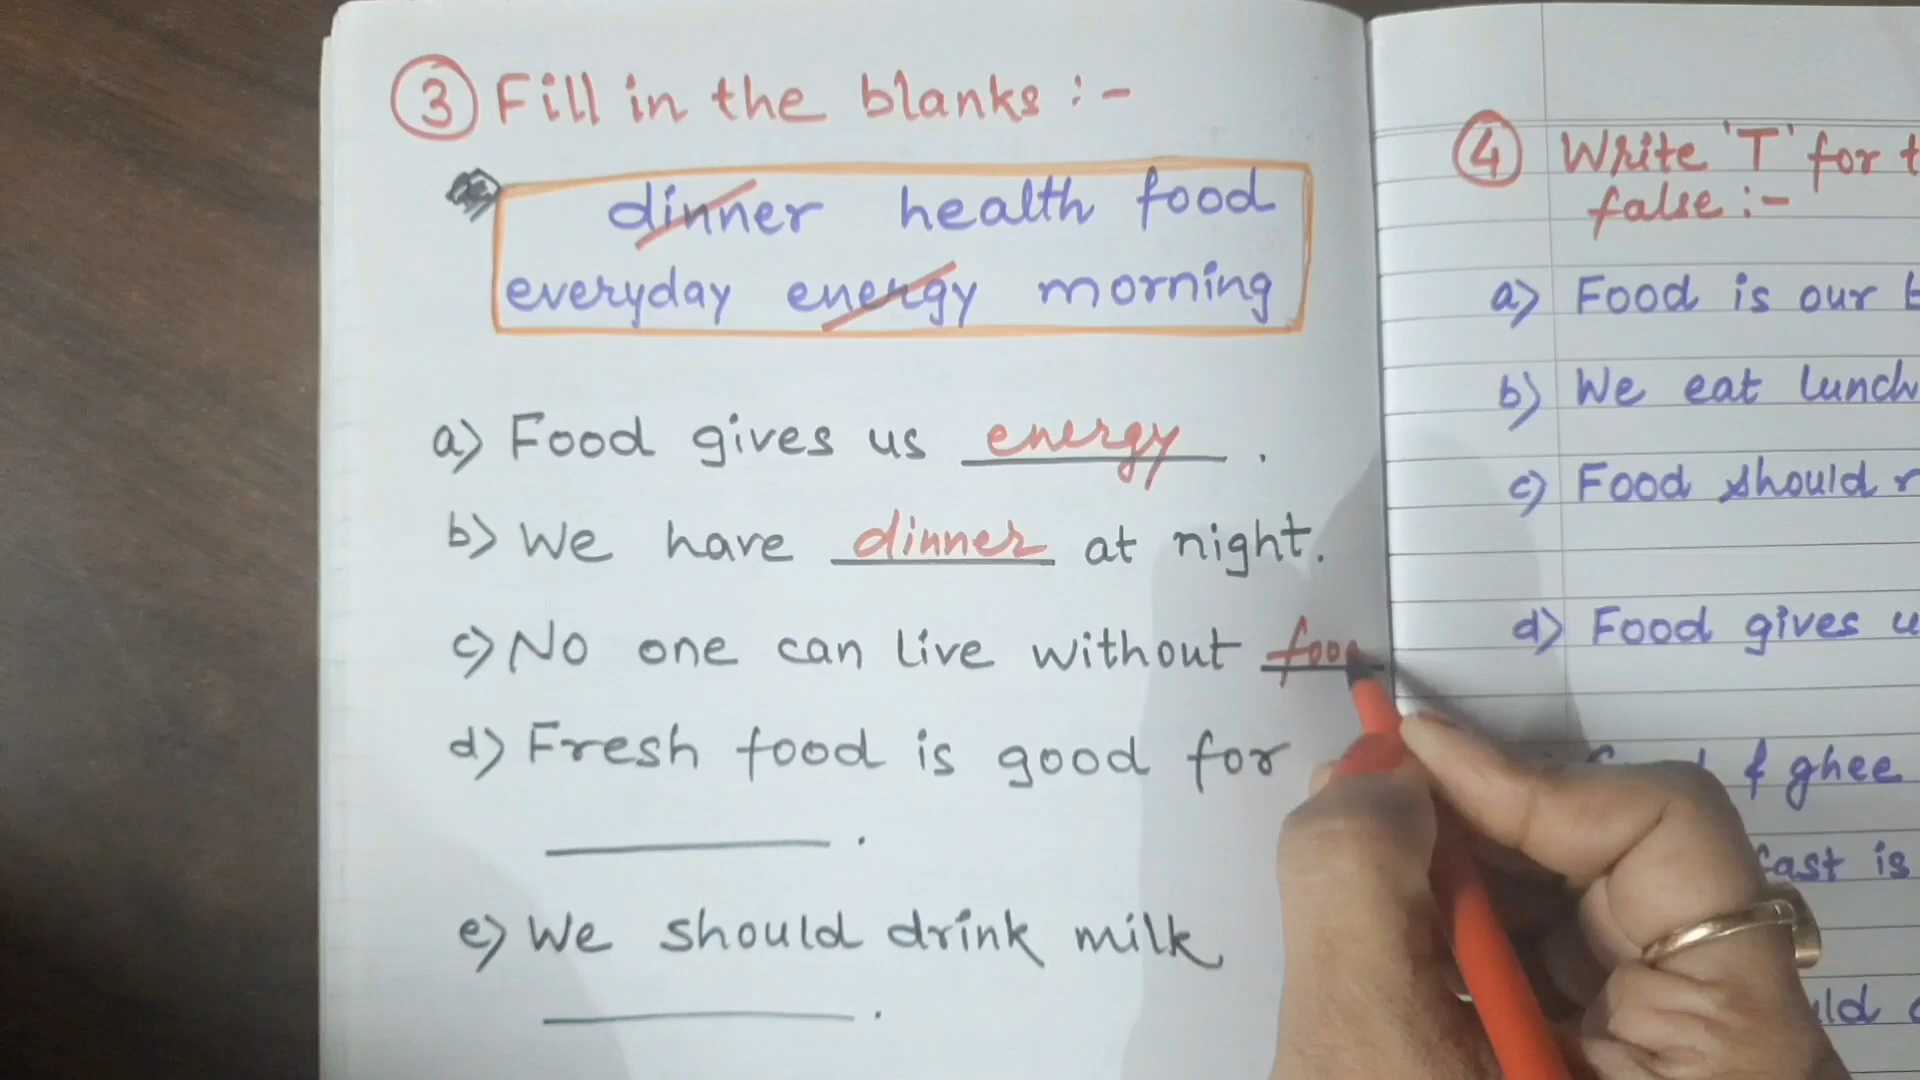 3 Fill in the blanks :-
dinner health food
everyday energy morning
a) Food gives us energy .
b) We have dinner at night.
c) No one can live without
d) Fresh food is good for
.
e) We should drink milk
.
4 Write 'T' for
false :-
a) Food is our
b) We eat lunch
c) Food should
d) Food gives
& ghee
is